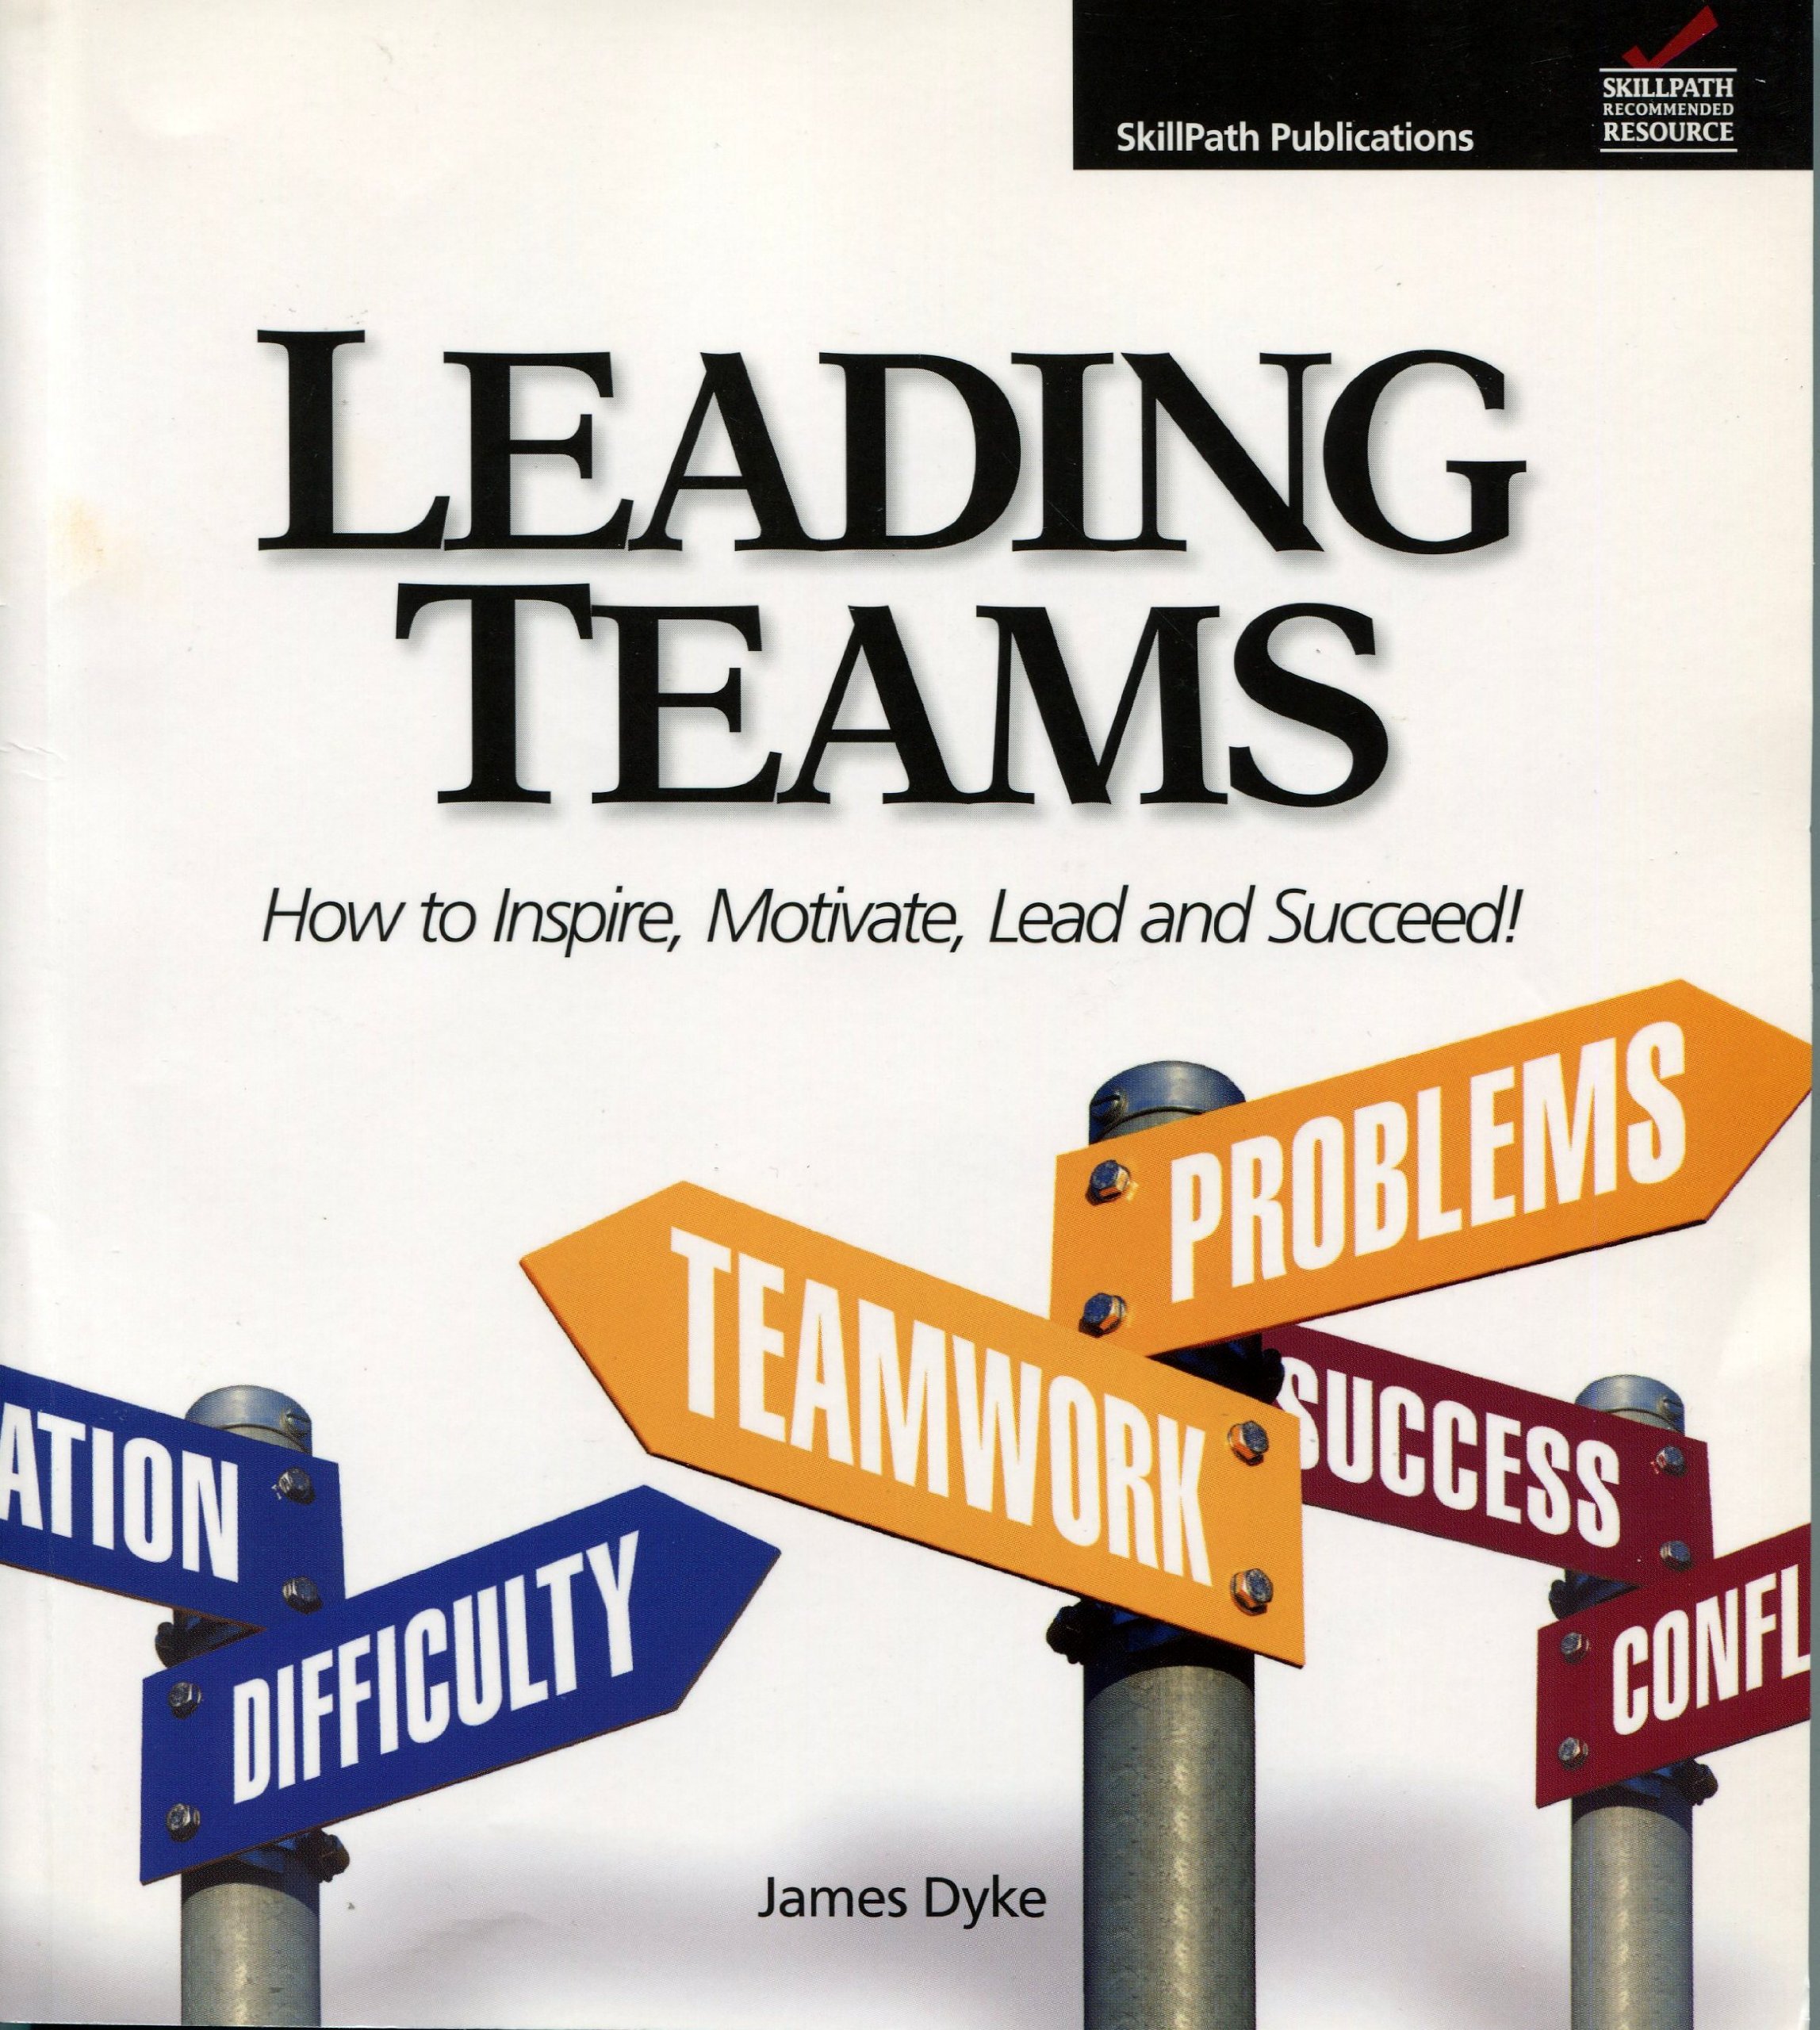 SkillPath Publications
SKILLPATH
RECOMMENDED
RESOURCE
LEADING
TEAMS
How to Inspire, Motivate, Lead and Succeed!
PROBLEMS
TEAMWORK
SUCCESS
ATION
DIFFICULTY
CONFL
James Dyke